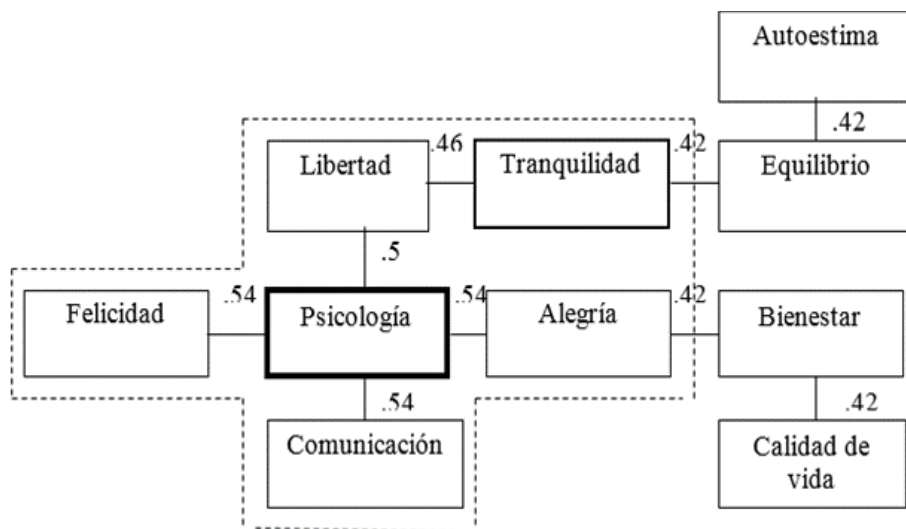 Autoestima
.42
.46
.42
Libertad
Tranquilidad
Equilibrio
.5
.54
.54
.42
Felicidad
Psicología
Alegría
Bienestar
.54
.42
Comunicación
Calidad de
vida